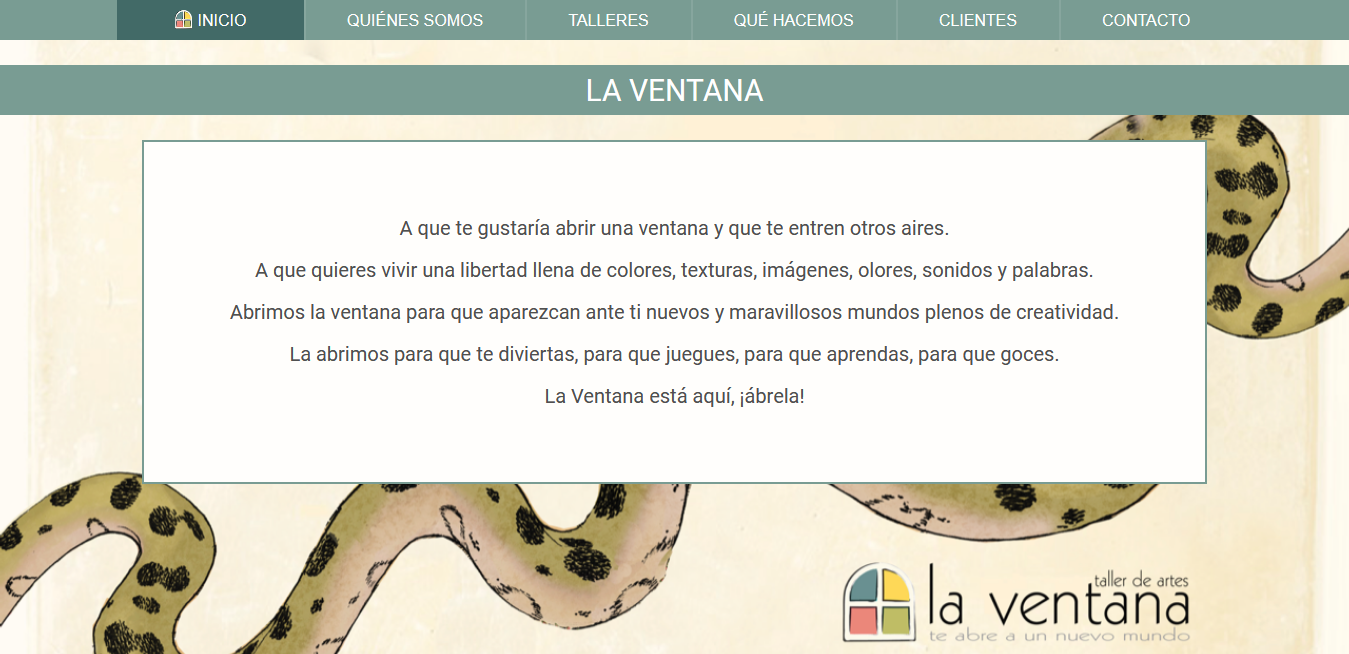 INICIO QUIÉNES SOMOS TALLERES QUÉ HACEMOS CLIENTES CONTACTO
LA VENTANA
A que te gustaría abrir una ventana y que te entren otros aires.
A que quieres vivir una libertad llena de colores, texturas, imágenes, olores, sonidos y palabras.
Abrimos la ventana para que aparezcan ante ti nuevos y maravillosos mundos plenos de creatividad.
La abrimos para que te diviertas, para que juegues, para que aprendas, para que goces.
La Ventana está aquí, ¡ábrela!
taller de artes
la ventana
te abre a un nuevo mundo